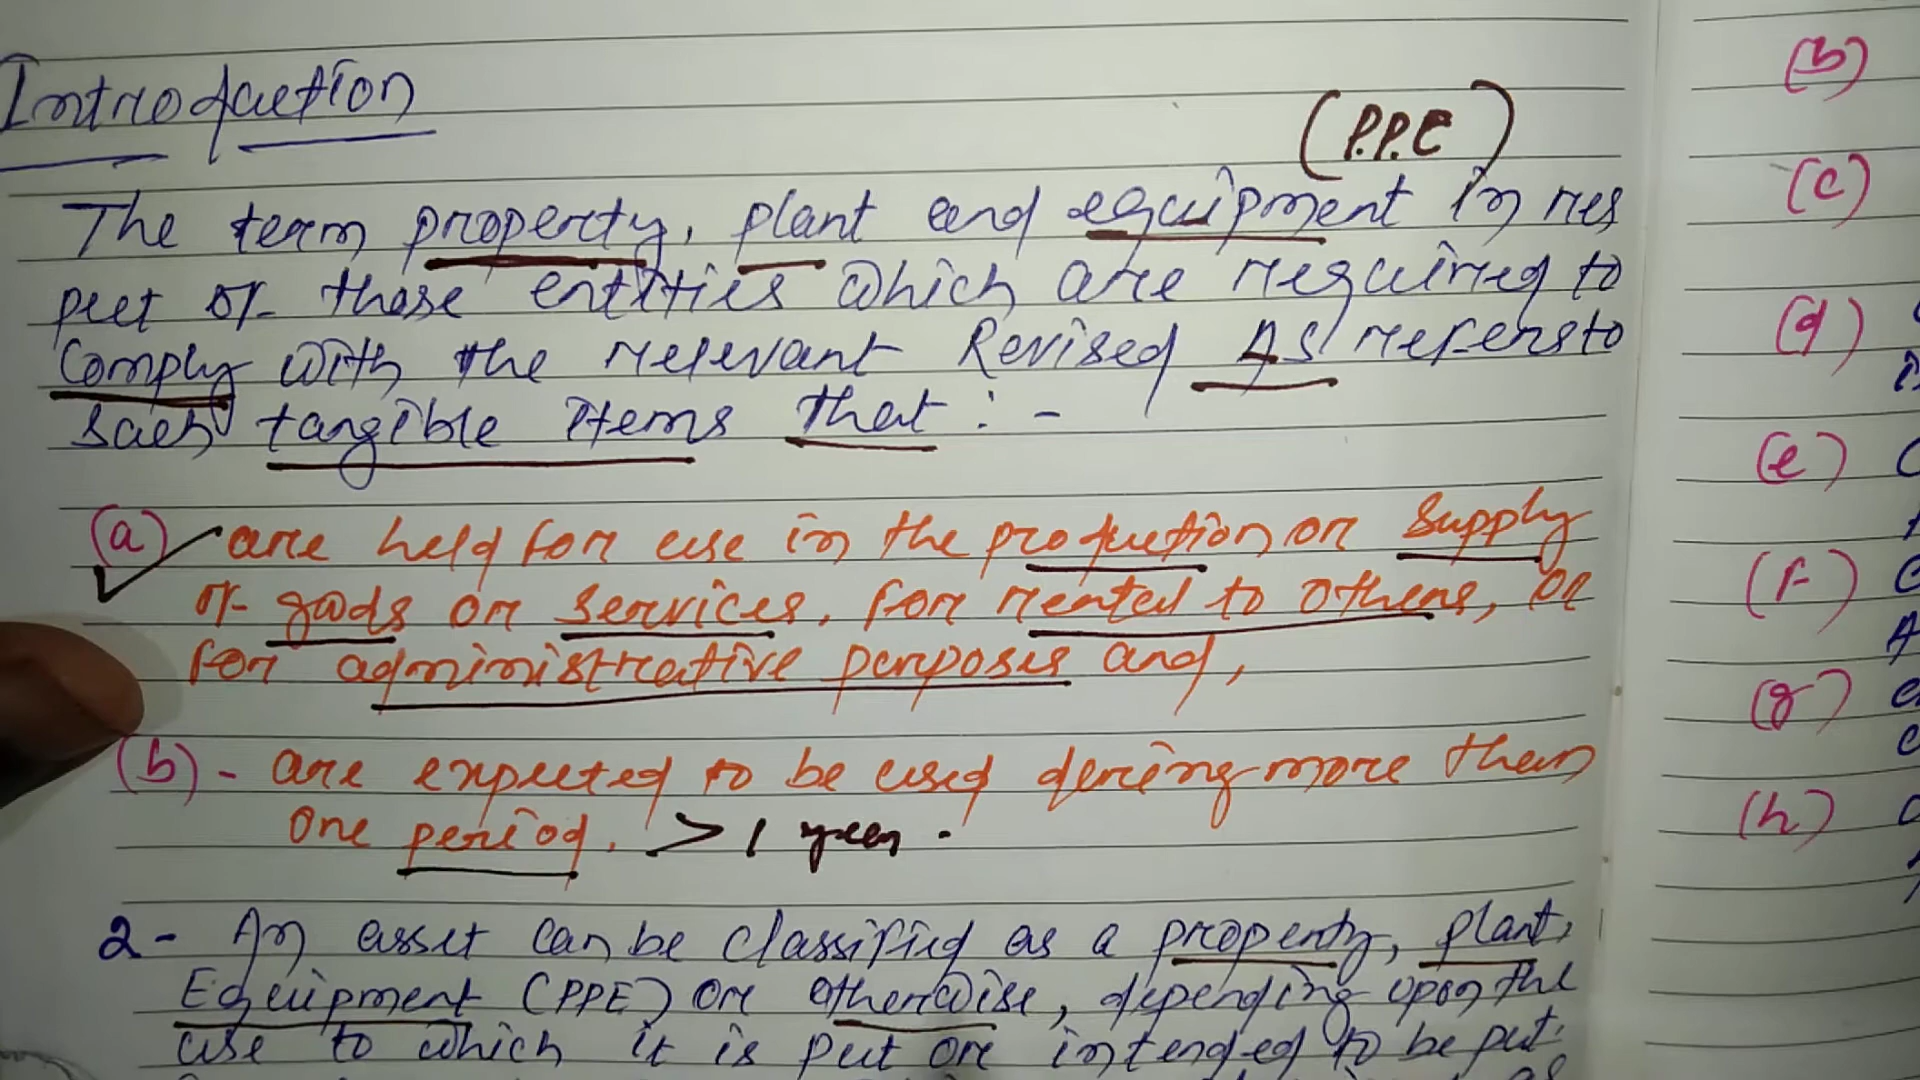 Introduction
(P.P.E)
The term property, plant and equipment in res
pect of those entities which are required to
Comply with the relevant Revised AS refers to
such tangible items that :-
(a) are held for use in the production or supply
of goods or services, for rented to others, or
for administrative purposes and,
(b) - are expected to be used during more than
one period. > 1 year.
2 - An asset can be classified as a property, plant,
Equipment (PPE) or otherwise, depending upon the
use to which it is put or intended to be put.
(b)
(c)
(d)
(e)
(f)
(g)
(h)